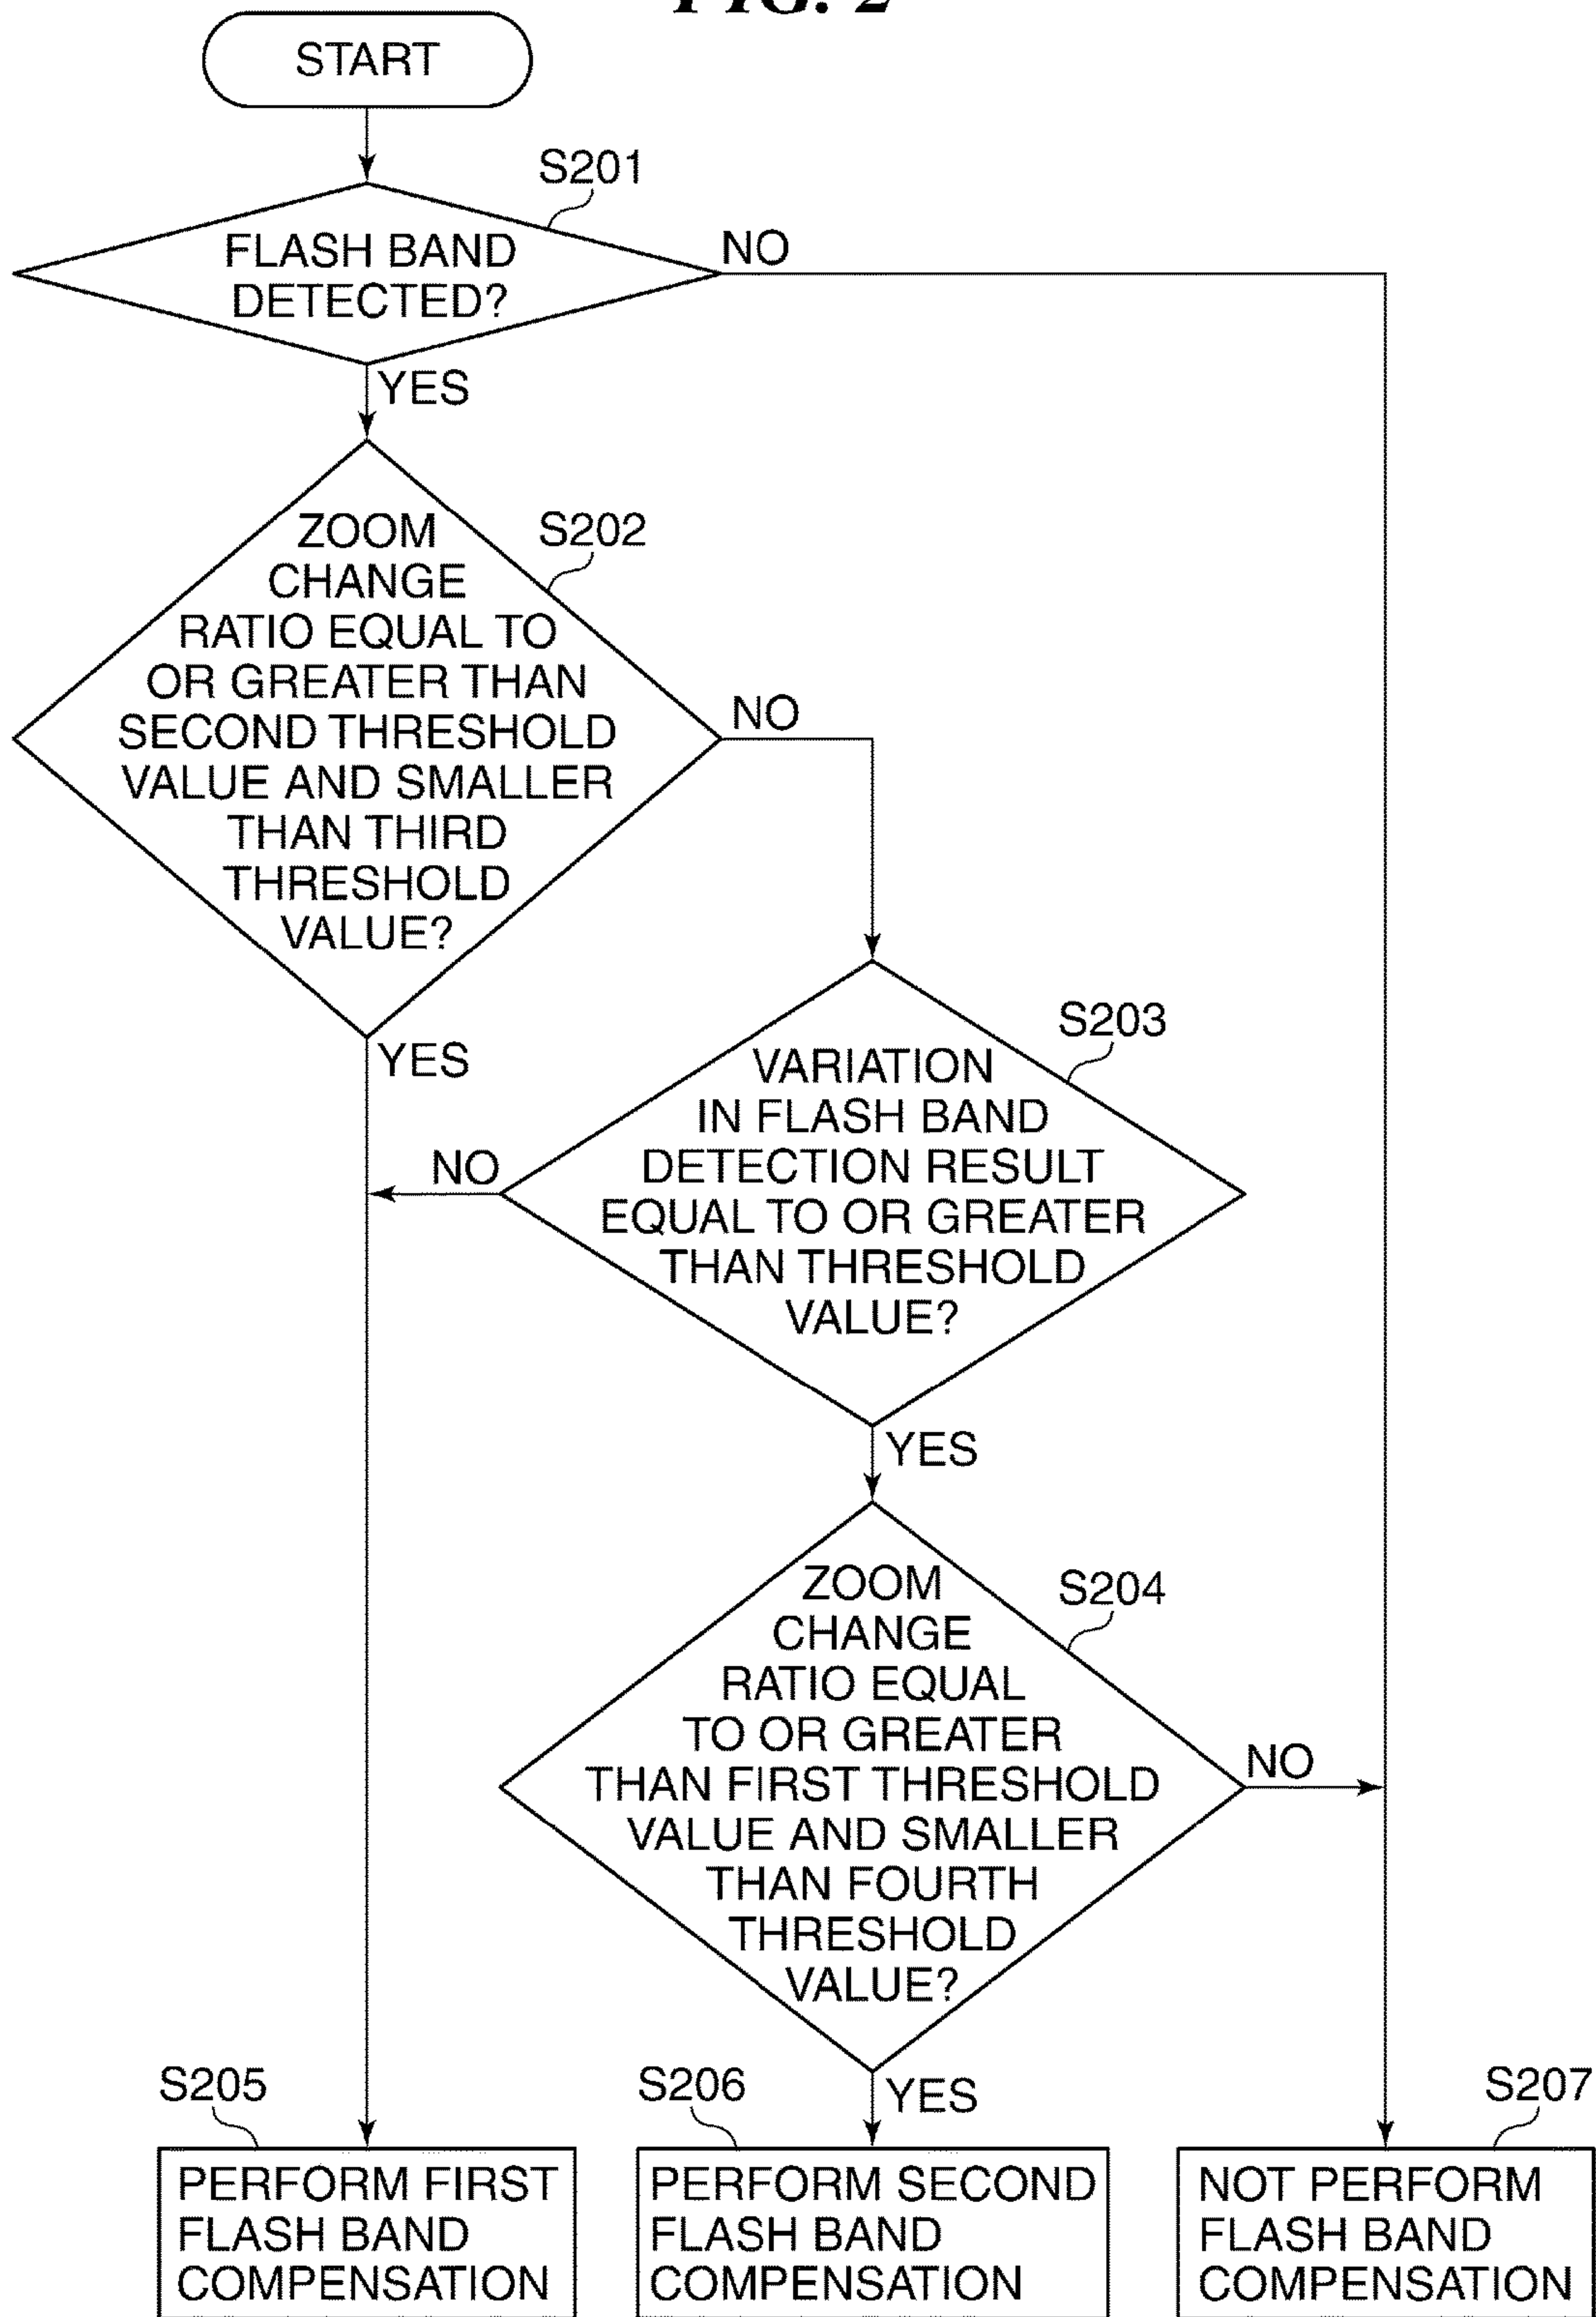 FIG. 2
START
S201
FLASH BAND
DETECTED?
NO
YES
S202
ZOOM
CHANGE
RATIO EQUAL TO
OR GREATER THAN
SECOND THRESHOLD
VALUE AND SMALLER
THAN THIRD
THRESHOLD
VALUE?
NO
YES
S203
VARIATION
IN FLASH BAND
DETECTION RESULT
EQUAL TO OR GREATER
THAN THRESHOLD
VALUE?
NO
YES
S204
ZOOM
CHANGE
RATIO EQUAL
TO OR GREATER
THAN FIRST THRESHOLD
VALUE AND SMALLER
THAN FOURTH
THRESHOLD
VALUE?
NO
YES
S205
PERFORM FIRST
FLASH BAND
COMPENSATION
S206
PERFORM SECOND
FLASH BAND
COMPENSATION
S207
NOT PERFORM
FLASH BAND
COMPENSATION